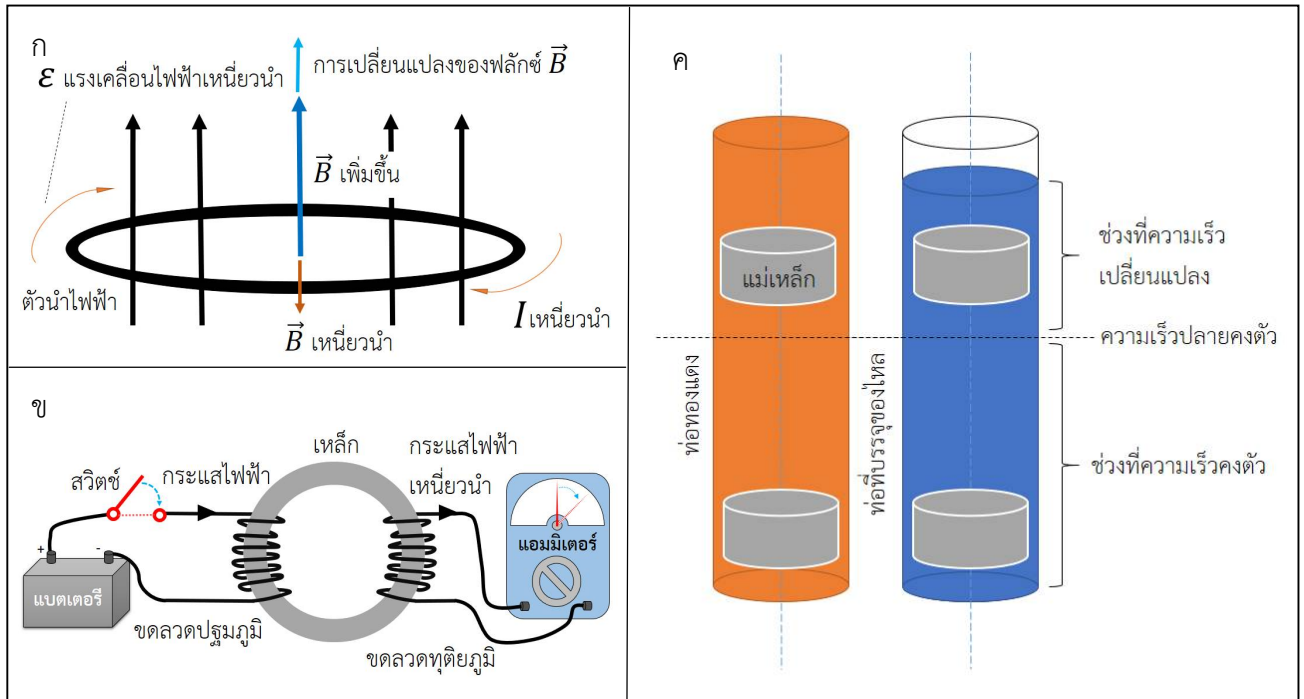 ก
ε แรงเคลื่อนไฟฟ้าเหนี่ยวนำ
การเปลี่ยนแปลงของฟลักซ์ B⃗
B⃗ เพิ่มขึ้น
ตัวนำไฟฟ้า
B⃗ เหนี่ยวนำ
I เหนี่ยวนำ
ข
สวิตช์
กระแสไฟฟ้า
เหล็ก
กระแสไฟฟ้า
เหนี่ยวนำ
แอมมิเตอร์
+ -
แบตเตอรี
ขดลวดปฐมภูมิ
ขดลวดทุติยภูมิ
ค
แม่เหล็ก
ท่อทองแดง
ท่อที่บรรจุของไหล
ช่วงที่ความเร็ว
เปลี่ยนแปลง
ความเร็วปลายคงตัว
ช่วงที่ความเร็วคงตัว